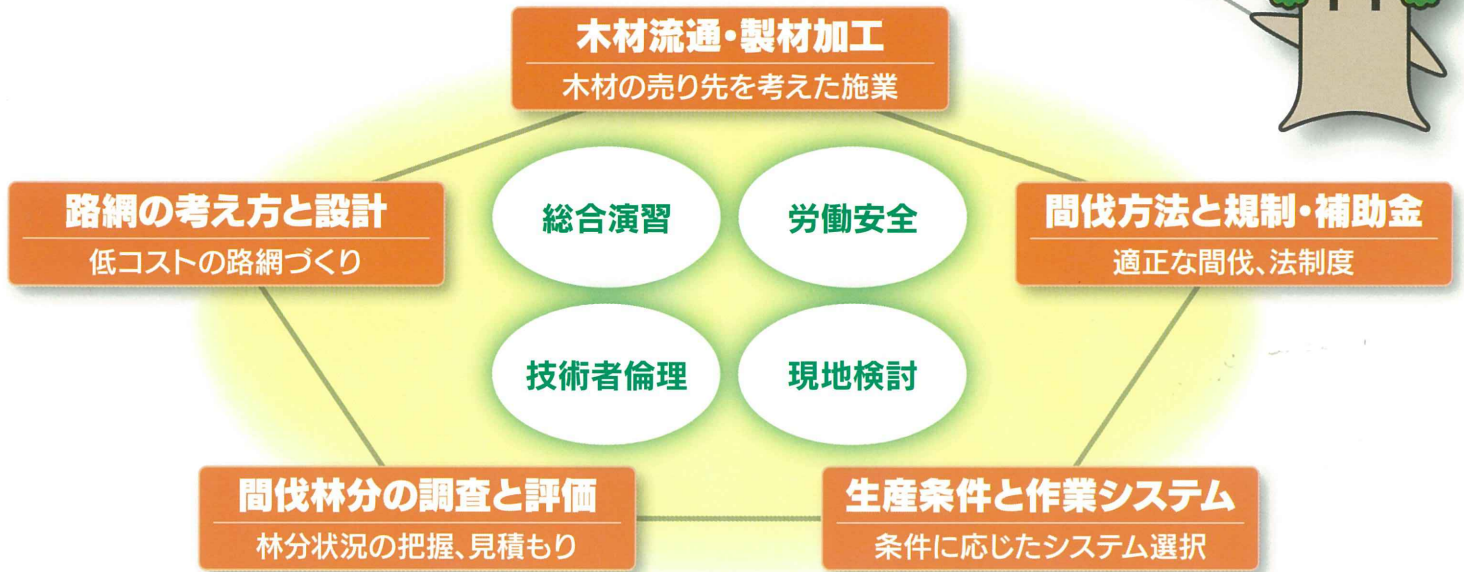 木材流通・製材加工
木材の売り先を考えた施業
路網の考え方と設計
低コストの路網づくり
間伐方法と規制・補助金
適正な間伐、法制度
総合演習
労働安全
技術者倫理
現地検討
間伐林分の調査と評価
林分状況の把握、見積もり
生産条件と作業システム
条件に応じたシステム選択